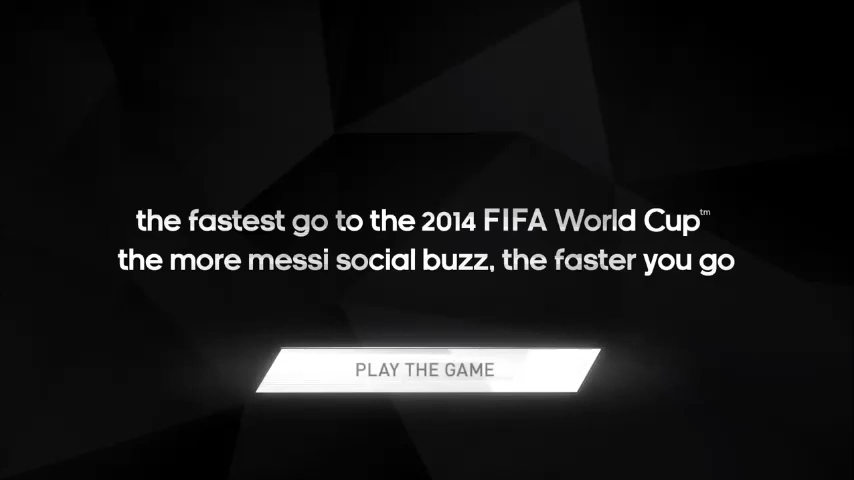 the fastest go to the 2014 FIFA World Cup™
the more messi social buzz, the faster you go
PLAY THE GAME